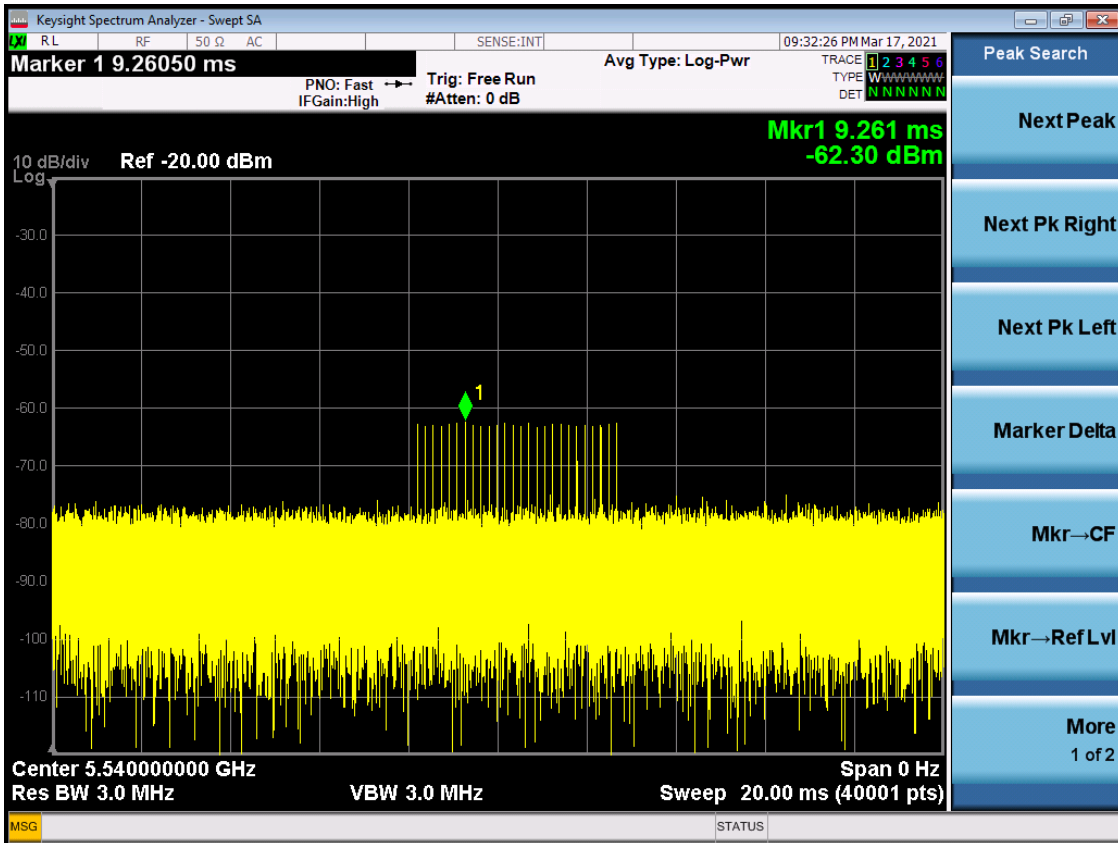 Keysight Spectrum Analyzer - Swept SA
LXI RL RF 50 Ω AC SENSE:INT 09:32:26 PM Mar 17, 2021
Marker 1 9.26050 ms
PNO: Fast
IFGain:High
Trig: Free Run
#Atten: 0 dB
Avg Type: Log-Pwr
TRACE 1 2 3 4 5 6
TYPE WWWWWW
DET N N N N N N
Mkr1 9.261 ms
-62.30 dBm
10 dB/div Ref -20.00 dBm
Log
-30.0
-40.0
-50.0
1
-60.0
-70.0
-80.0
-90.0
-100
-110
Center 5.540000000 GHz Span 0 Hz
Res BW 3.0 MHz VBW 3.0 MHz Sweep 20.00 ms (40001 pts)
MSG STATUS
Peak Search
Next Peak
Next Pk Right
Next Pk Left
Marker Delta
Mkr→CF
Mkr→Ref Lvl
More
1 of 2